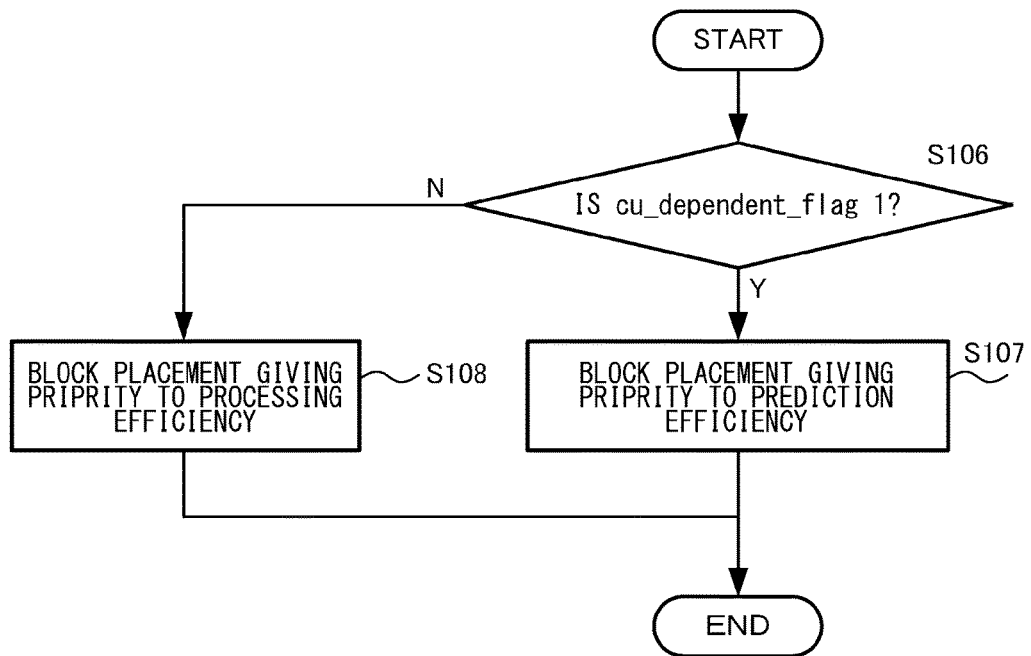 START
S106
N
IS cu_dependent_flag 1?
Y
BLOCK PLACEMENT GIVING
PRIPRITY TO PROCESSING
EFFICIENCY
S108
BLOCK PLACEMENT GIVING
PRIPRITY TO PREDICTION
EFFICIENCY
S107
END